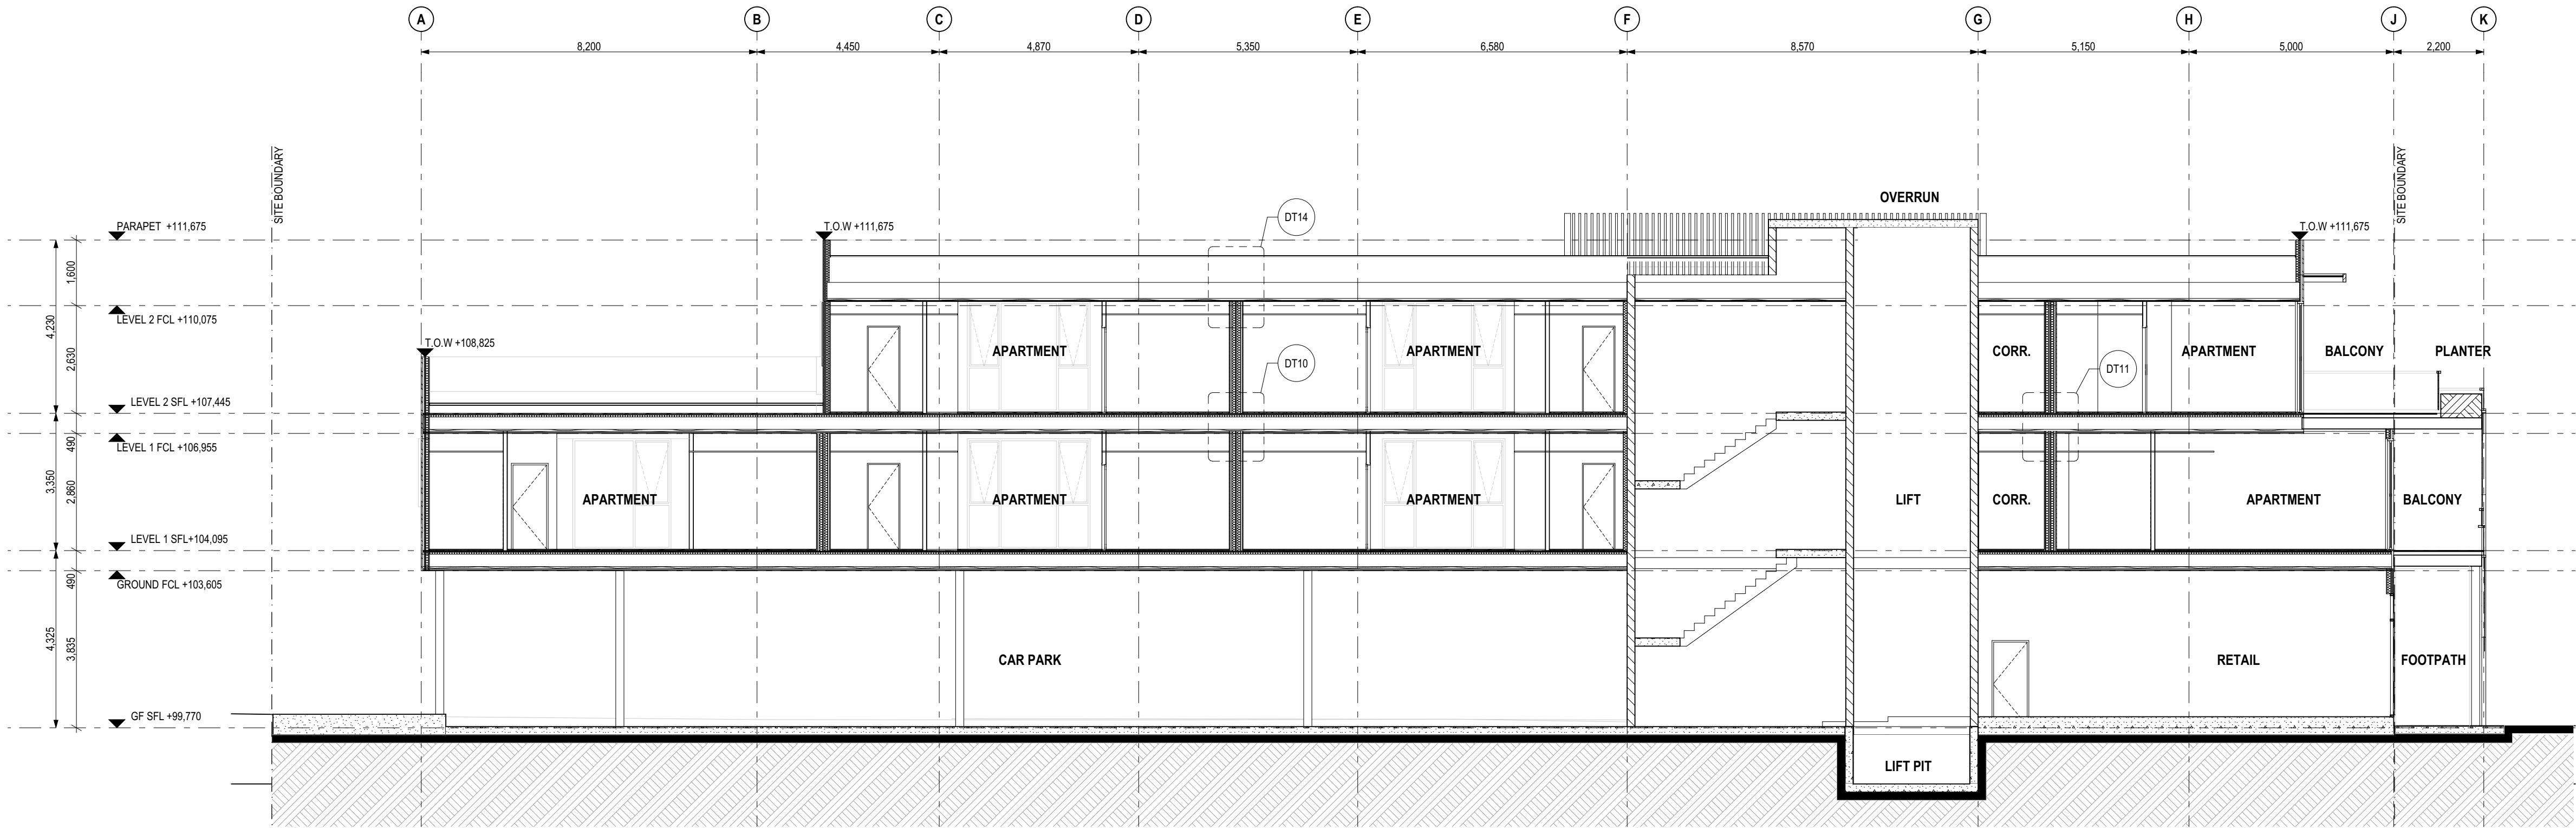 A B C D E F G H J K
8,200 4,450 4,870 5,350 6,580 8,570 5,150 5,000 2,200
SITE BOUNDARY
SITE BOUNDARY
OVERRUN
DT14
PARAPET +111,675
T.O.W +111,675
T.O.W +111,675
1,600
LEVEL 2 FCL +110,075
4,230
2,630
T.O.W +108,825
APARTMENT
APARTMENT
CORR.
APARTMENT
BALCONY
PLANTER
DT10
DT11
LEVEL 2 SFL +107,445
490
LEVEL 1 FCL +106,955
3,350
2,860
APARTMENT
APARTMENT
APARTMENT
LIFT
CORR.
APARTMENT
BALCONY
LEVEL 1 SFL+104,095
490
GROUND FCL +103,605
4,325
3,835
CAR PARK
RETAIL
FOOTPATH
GF SFL +99,770
LIFT PIT